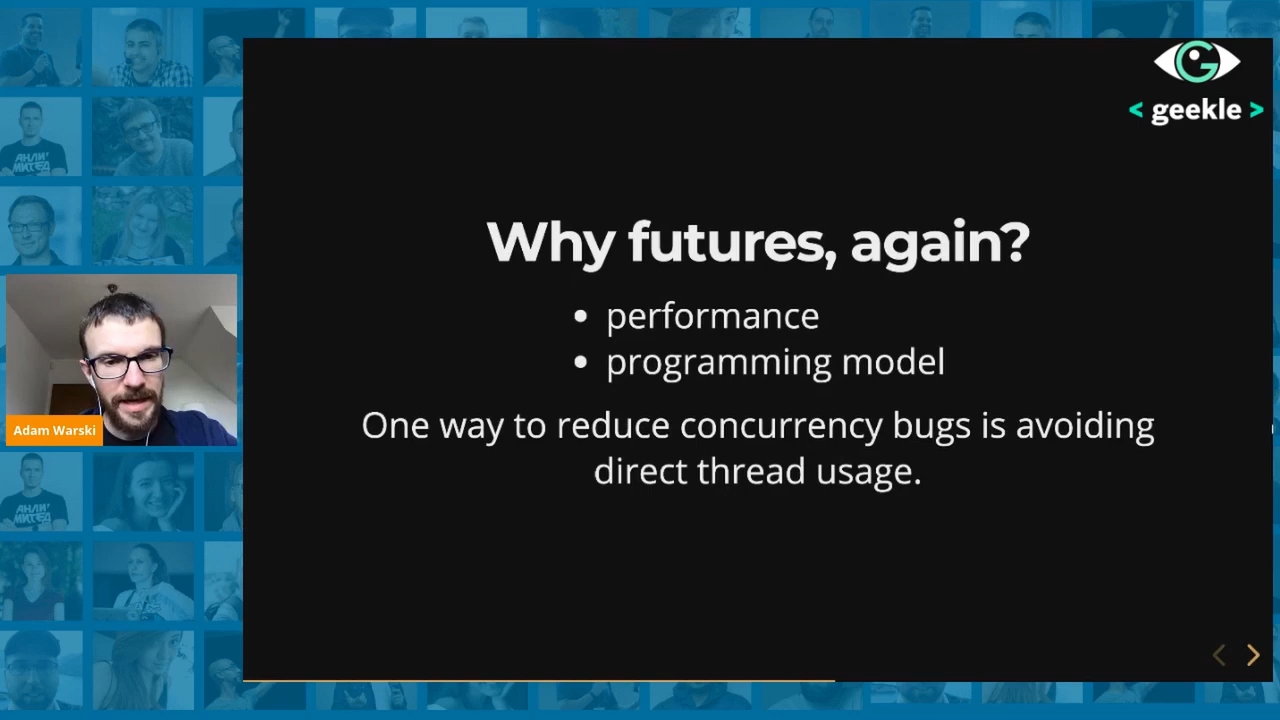 < geekle >
Why futures, again?
• performance
• programming model
One way to reduce concurrency bugs is avoiding
direct thread usage.
Adam Warski